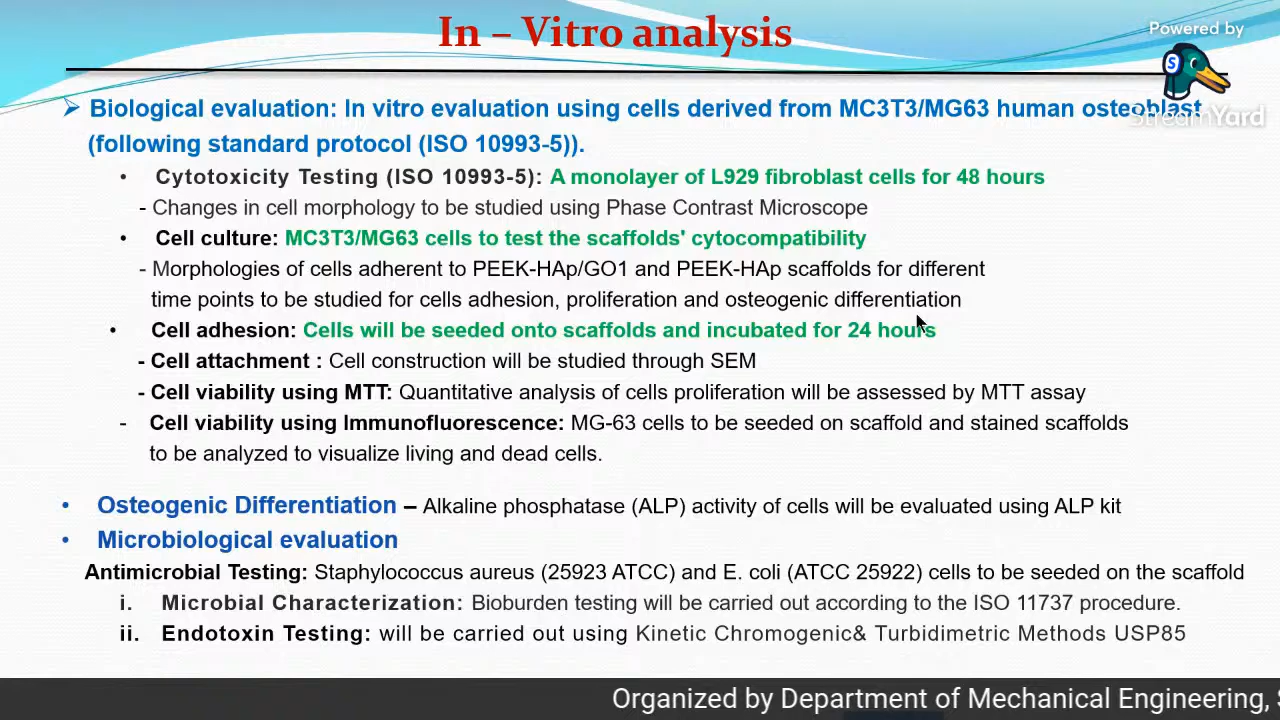 In – Vitro analysis
Powered by
StreamYard
➢ Biological evaluation: In vitro evaluation using cells derived from MC3T3/MG63 human osteoblast
(following standard protocol (ISO 10993-5)).
• Cytotoxicity Testing (ISO 10993-5): A monolayer of L929 fibroblast cells for 48 hours
- Changes in cell morphology to be studied using Phase Contrast Microscope
• Cell culture: MC3T3/MG63 cells to test the scaffolds' cytocompatibility
- Morphologies of cells adherent to PEEK-HAp/GO1 and PEEK-HAp scaffolds for different
time points to be studied for cells adhesion, proliferation and osteogenic differentiation
• Cell adhesion: Cells will be seeded onto scaffolds and incubated for 24 hours
- Cell attachment : Cell construction will be studied through SEM
- Cell viability using MTT: Quantitative analysis of cells proliferation will be assessed by MTT assay
- Cell viability using Immunofluorescence: MG-63 cells to be seeded on scaffold and stained scaffolds
to be analyzed to visualize living and dead cells.
• Osteogenic Differentiation – Alkaline phosphatase (ALP) activity of cells will be evaluated using ALP kit
• Microbiological evaluation
Antimicrobial Testing: Staphylococcus aureus (25923 ATCC) and E. coli (ATCC 25922) cells to be seeded on the scaffold
i. Microbial Characterization: Bioburden testing will be carried out according to the ISO 11737 procedure.
ii. Endotoxin Testing: will be carried out using Kinetic Chromogenic& Turbidimetric Methods USP85
Organized by Department of Mechanical Engineering,